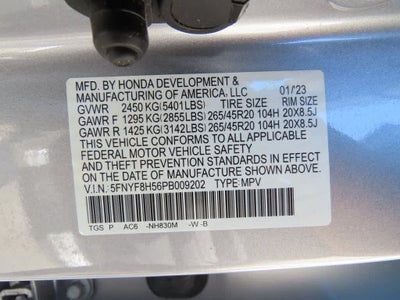 MFD. BY HONDA DEVELOPMENT &
MANUFACTURING OF AMERICA, LLC 01/'23
GVWR 2450 KG(5401LBS) TIRE SIZE RIM SIZE
GAWR F 1295 KG(2855LBS) 265/45R20 104H 20X8.5J
GAWR R 1425 KG(3142LBS) 265/45R20 104H 20X8.5J
THIS VEHICLE CONFORMS TO ALL APPLICABLE
FEDERAL MOTOR VEHICLE SAFETY, BUMPER,
AND THEFT PREVENTION STANDARDS IN EFFECT
ON THE DATE OF MANUFACTURE SHOWN ABOVE.
V.I.N.: 5FNYF8H56PB009202 TYPE: MPV
TGS P AC6 -NH830M -W-B